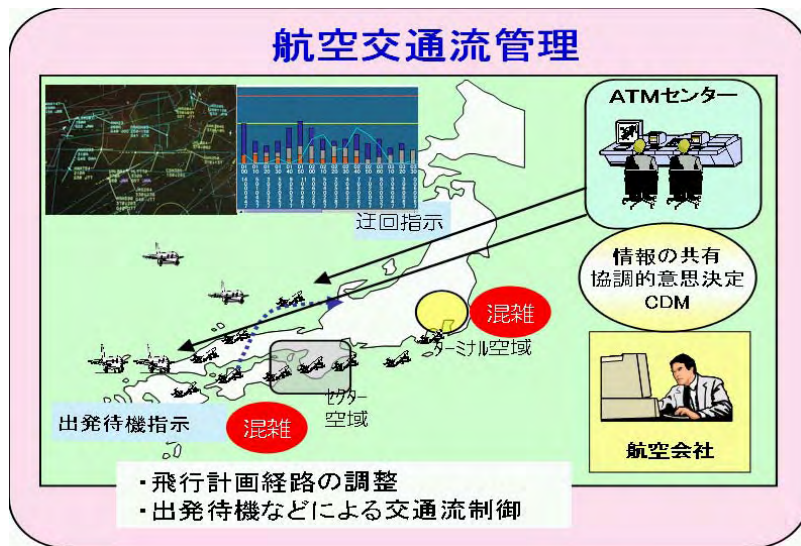 航空交通流管理
ATMセンター
迂回指示
情報の共有
協調的意思決定
CDM
混雑
ターミナル空域
セクター
空域
出発待機指示
混雑
航空会社
・飛行計画経路の調整
・出発待機などによる交通流制御